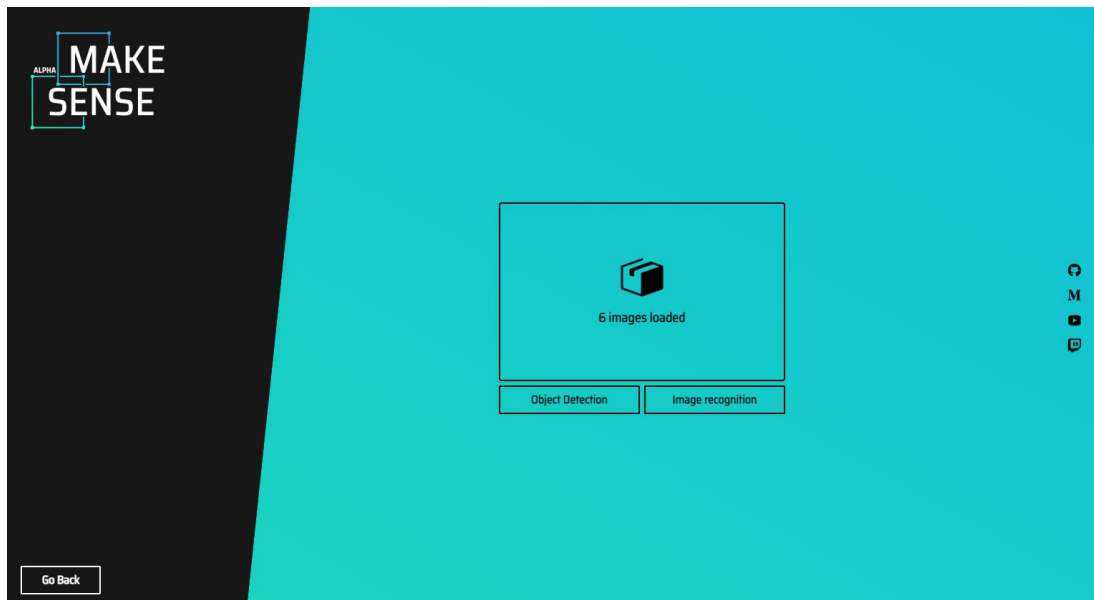 ALPHA
MAKE
SENSE
6 images loaded
Object Detection
Image recognition
M
Go Back